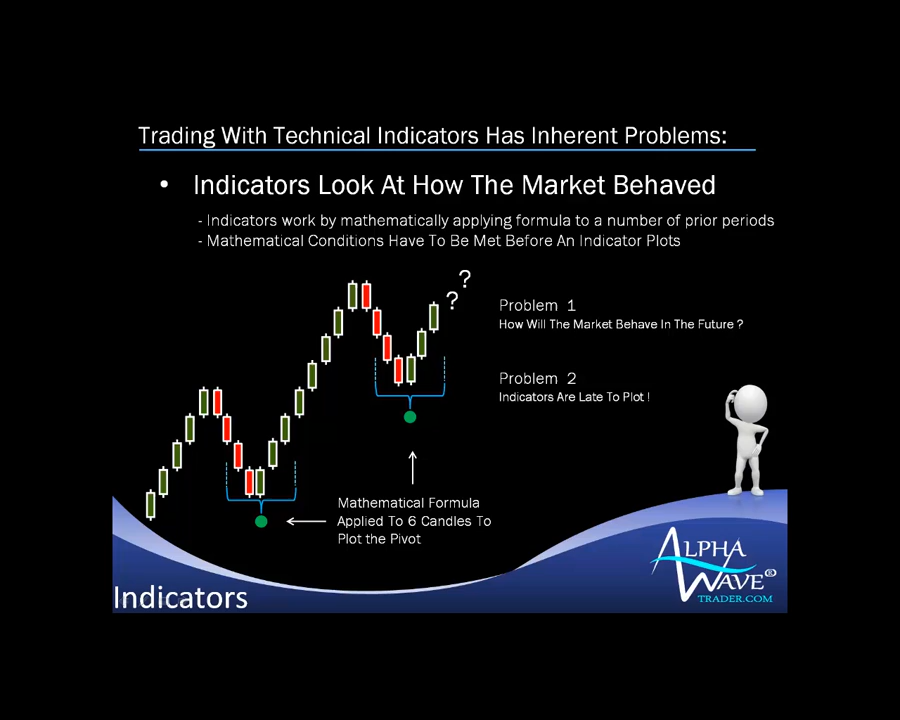 Trading With Technical Indicators Has Inherent Problems:
• Indicators Look At How The Market Behaved
- Indicators work by mathematically applying formula to a number of prior periods
- Mathematical Conditions Have To Be Met Before An Indicator Plots
?
?
Problem 1
How Will The Market Behave In The Future ?
Problem 2
Indicators Are Late To Plot !
Mathematical Formula
Applied To 6 Candles To
Plot the Pivot
Indicators
ALPHA
WAVE®
TRADER.COM